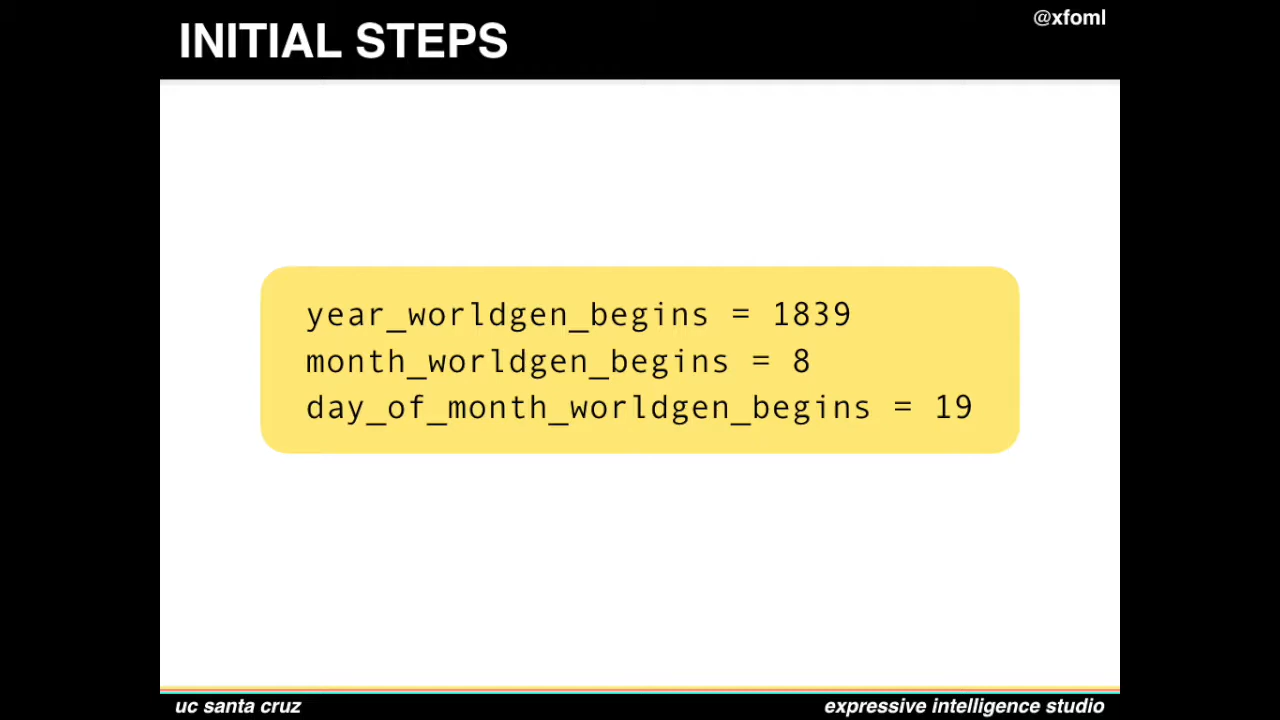 INITIAL STEPS
@xfoml
year_worldgen_begins = 1839
month_worldgen_begins = 8
day_of_month_worldgen_begins = 19
uc santa cruz
expressive intelligence studio